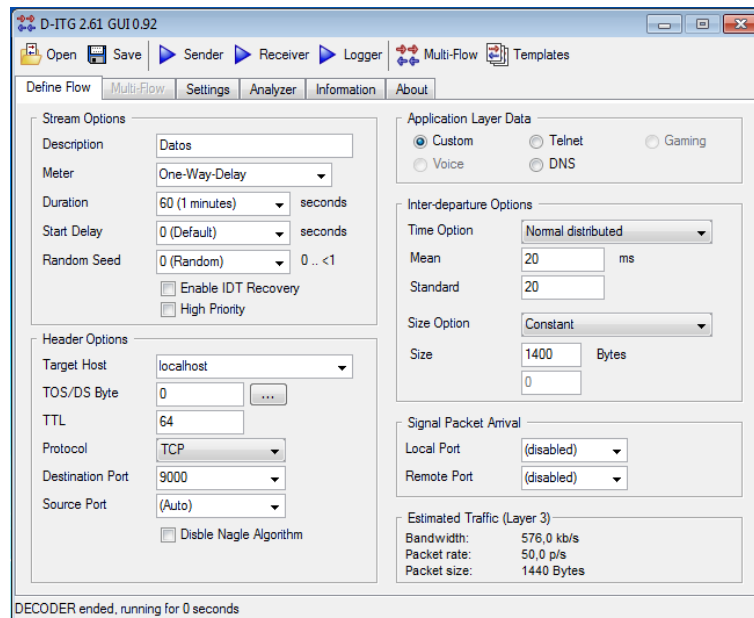 D-ITG 2.61 GUI 0.92
Open Save Sender Receiver Logger Multi-Flow Templates
Define Flow Multi-Flow Settings Analyzer Information About
Stream Options
Description Datos
Meter One-Way-Delay
Duration 60 (1 minutes) seconds
Start Delay 0 (Default) seconds
Random Seed 0 (Random) 0 .. <1
Enable IDT Recovery
High Priority
Header Options
Target Host localhost
TOS/DS Byte 0 ...
TTL 64
Protocol TCP
Destination Port 9000
Source Port (Auto)
Disble Nagle Algorithm
Application Layer Data
Custom Telnet Gaming
Voice DNS
Inter-departure Options
Time Option Normal distributed
Mean 20 ms
Standard 20
Size Option Constant
Size 1400 Bytes
0
Signal Packet Arrival
Local Port (disabled)
Remote Port (disabled)
Estimated Traffic (Layer 3)
Bandwidth: 576,0 kb/s
Packet rate: 50,0 p/s
Packet size: 1440 Bytes
DECODER ended, running for 0 seconds